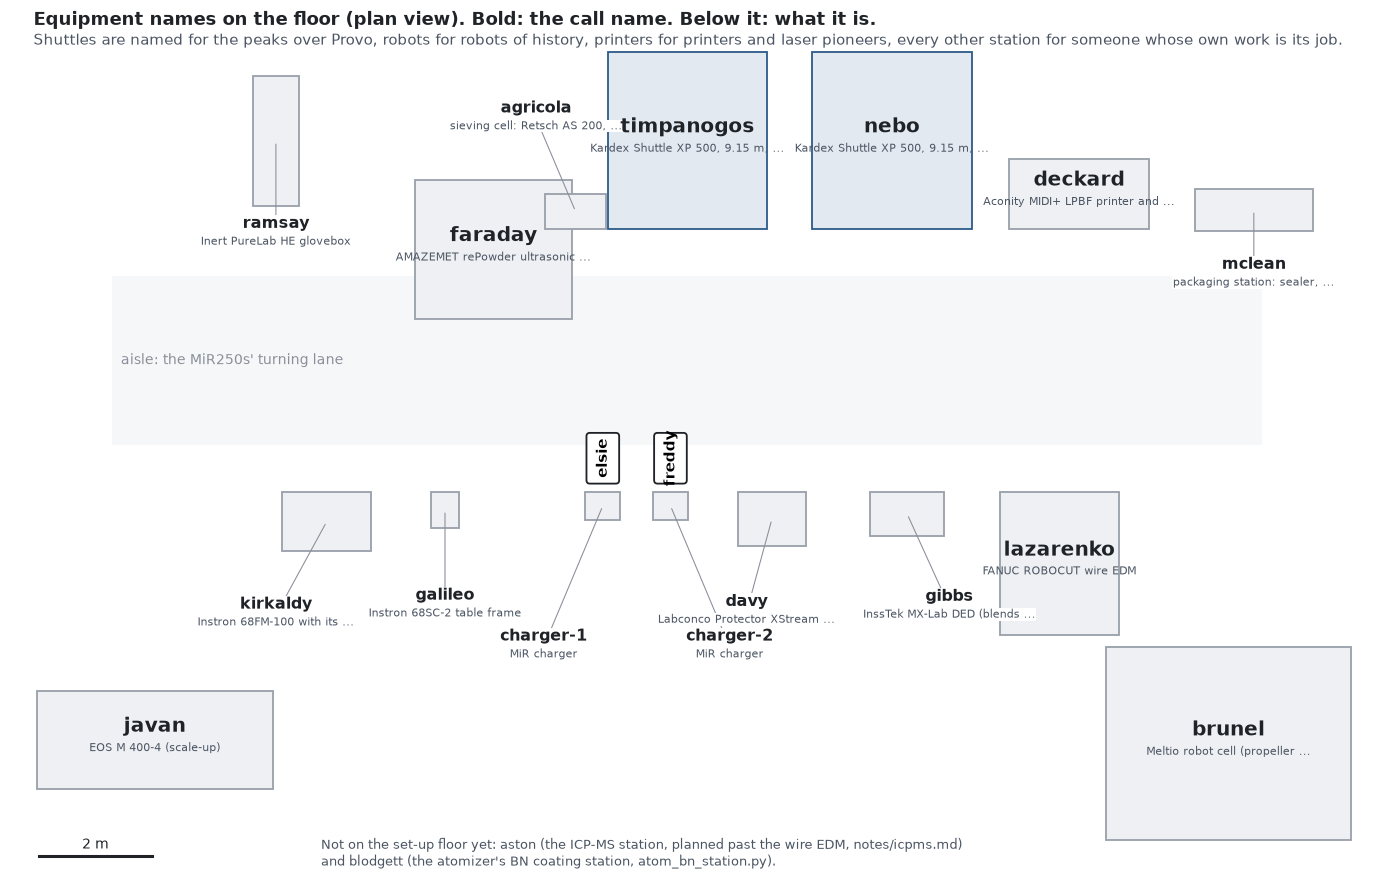 Equipment names on the floor (plan view). Bold: the call name. Below it: what it is.
Shuttles are named for the peaks over Provo, robots for robots of history, printers for printers and laser pioneers, every other station for someone whose own work is its job.
agricola
sieving cell: Retsch AS 200, ...
timpanogos
Kardex Shuttle XP 500, 9.15 m, ...
nebo
Kardex Shuttle XP 500, 9.15 m, ...
deckard
Aconity MIDI+ LPBF printer and ...
ramsay
Inert PureLab HE glovebox
faraday
AMAZEMET rePowder ultrasonic ...
mclean
packaging station: sealer, ...
aisle: the MiR250s' turning lane
elsie
freddy
kirkaldy
Instron 68FM-100 with its ...
galileo
Instron 68SC-2 table frame
charger-1
MiR charger
davy
Labconco Protector XStream ...
charger-2
MiR charger
gibbs
InssTek MX-Lab DED (blends ...
lazarenko
FANUC ROBOCUT wire EDM
javan
EOS M 400-4 (scale-up)
brunel
Meltio robot cell (propeller ...
2 m
Not on the set-up floor yet: aston (the ICP-MS station, planned past the wire EDM, notes/icpms.md)
and blodgett (the atomizer's BN coating station, atom_bn_station.py).